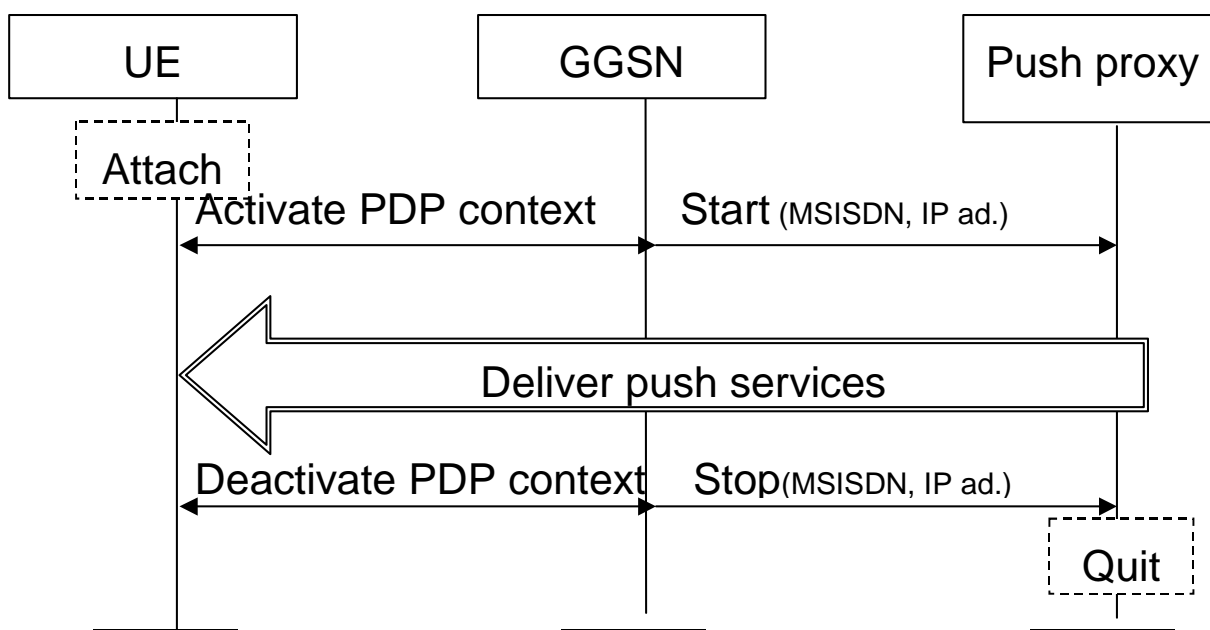 UE
GGSN
Push proxy
Attach
Activate PDP context
Start (MSISDN, IP ad.)
Deliver push services
Deactivate PDP context
Stop(MSISDN, IP ad.)
Quit